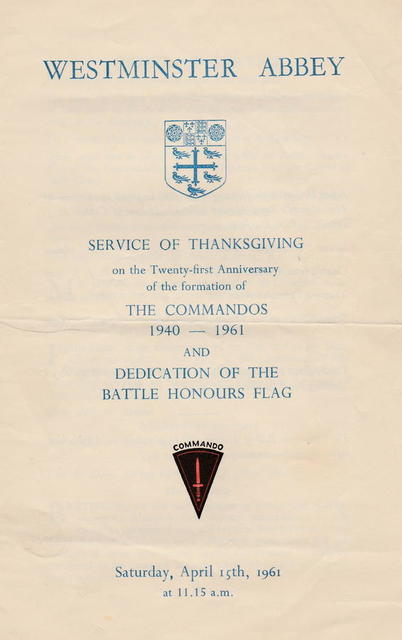 WESTMINSTER ABBEY
SERVICE OF THANKSGIVING
on the Twenty-first Anniversary
of the formation of
THE COMMANDOS
1940 — 1961
AND
DEDICATION OF THE
BATTLE HONOURS FLAG
COMMANDO
Saturday, April 15th, 1961
at 11.15 a.m.